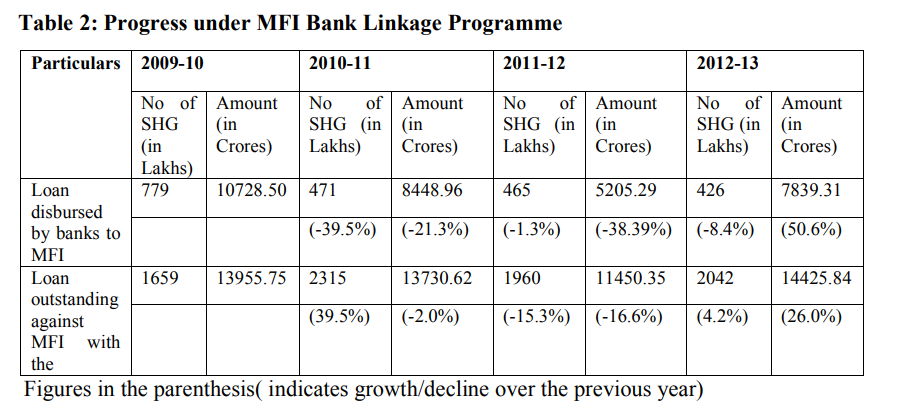 Table 2: Progress under MFI Bank Linkage Programme
Particulars 2009-10 2010-11 2011-12 2012-13
No of SHG (in Lakhs) Amount (in Crores) No of SHG (in Lakhs) Amount (in Crores) No of SHG (in Lakhs) Amount (in Crores) No of SHG (in Lakhs) Amount (in Crores)
Loan disbursed by banks to MFI 779 10728.50 471 8448.96 465 5205.29 426 7839.31
(-39.5%) (-21.3%) (-1.3%) (-38.39%) (-8.4%) (50.6%)
Loan outstanding against MFI with the 1659 13955.75 2315 13730.62 1960 11450.35 2042 14425.84
(39.5%) (-2.0%) (-15.3%) (-16.6%) (4.2%) (26.0%)
Figures in the parenthesis( indicates growth/decline over the previous year)